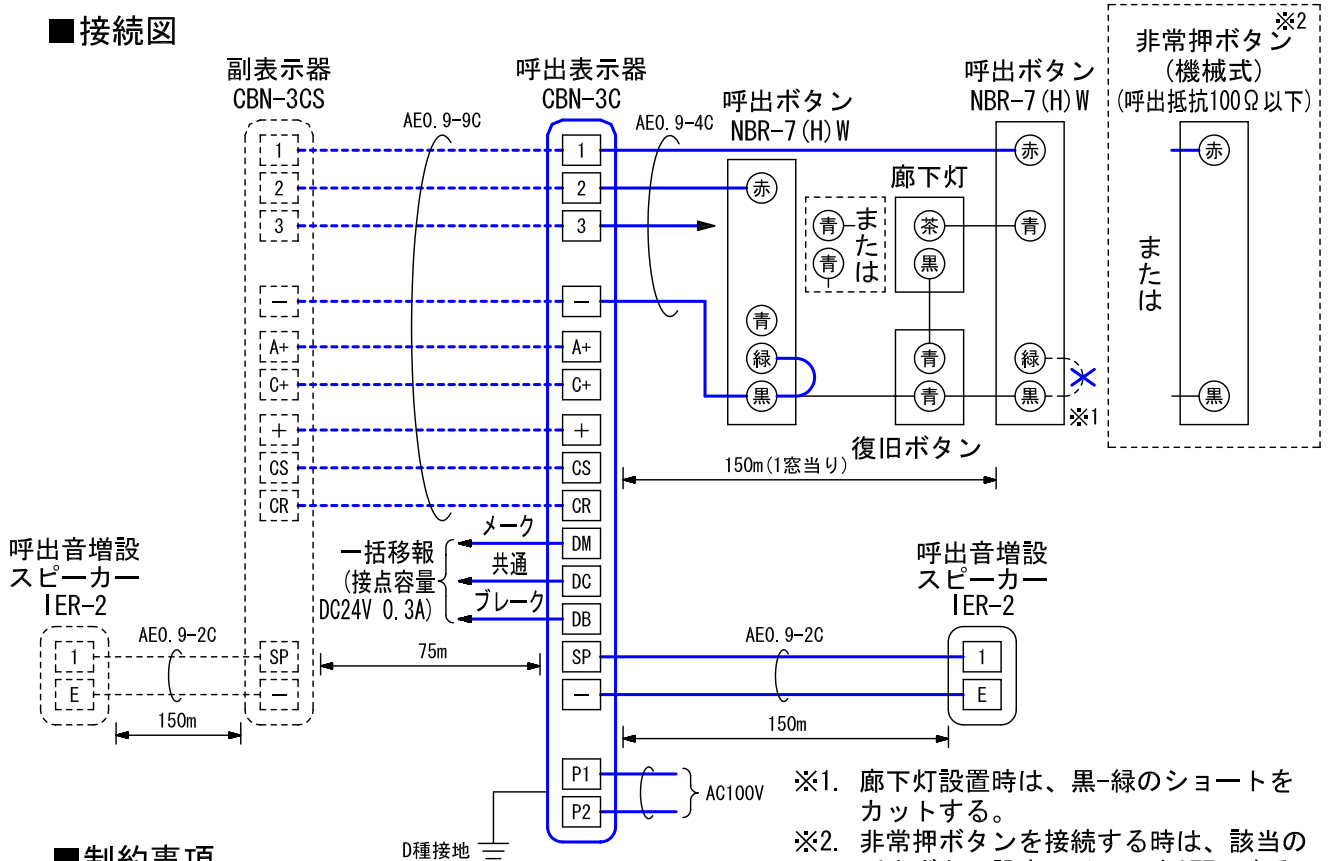 ■接続図
副表示器
CBN-3CS
呼出表示器
CBN-3C
呼出ボタン
NBR-7(H)W
呼出ボタン
NBR-7(H)W
※2
非常押ボタン
(機械式)
(呼出抵抗100Ω以下)
AE0.9-9C
AE0.9-4C
廊下灯
1
2
3
−
A+
C+
+
CS
CR
SP
−
1
2
3
−
A+
C+
+
CS
CR
DM
DC
DB
SP
−
P1
P2
赤
青
緑
黒
青
青
または
茶
黒
青
青
復旧ボタン
赤
青
緑
黒
※1
または
赤
黒
150m(1窓当り)
メーク
共通
ブレーク
一括移報
(接点容量
DC24V 0.3A)
呼出音増設
スピーカー
IER-2
1
E
AE0.9-2C
150m
75m
呼出音増設
スピーカー
IER-2
1
E
AE0.9-2C
150m
AC100V
D種接地
※1. 廊下灯設置時は、黒-緑のショートを
カットする。
※2. 非常押ボタンを接続する時は、該当の
■制約事項